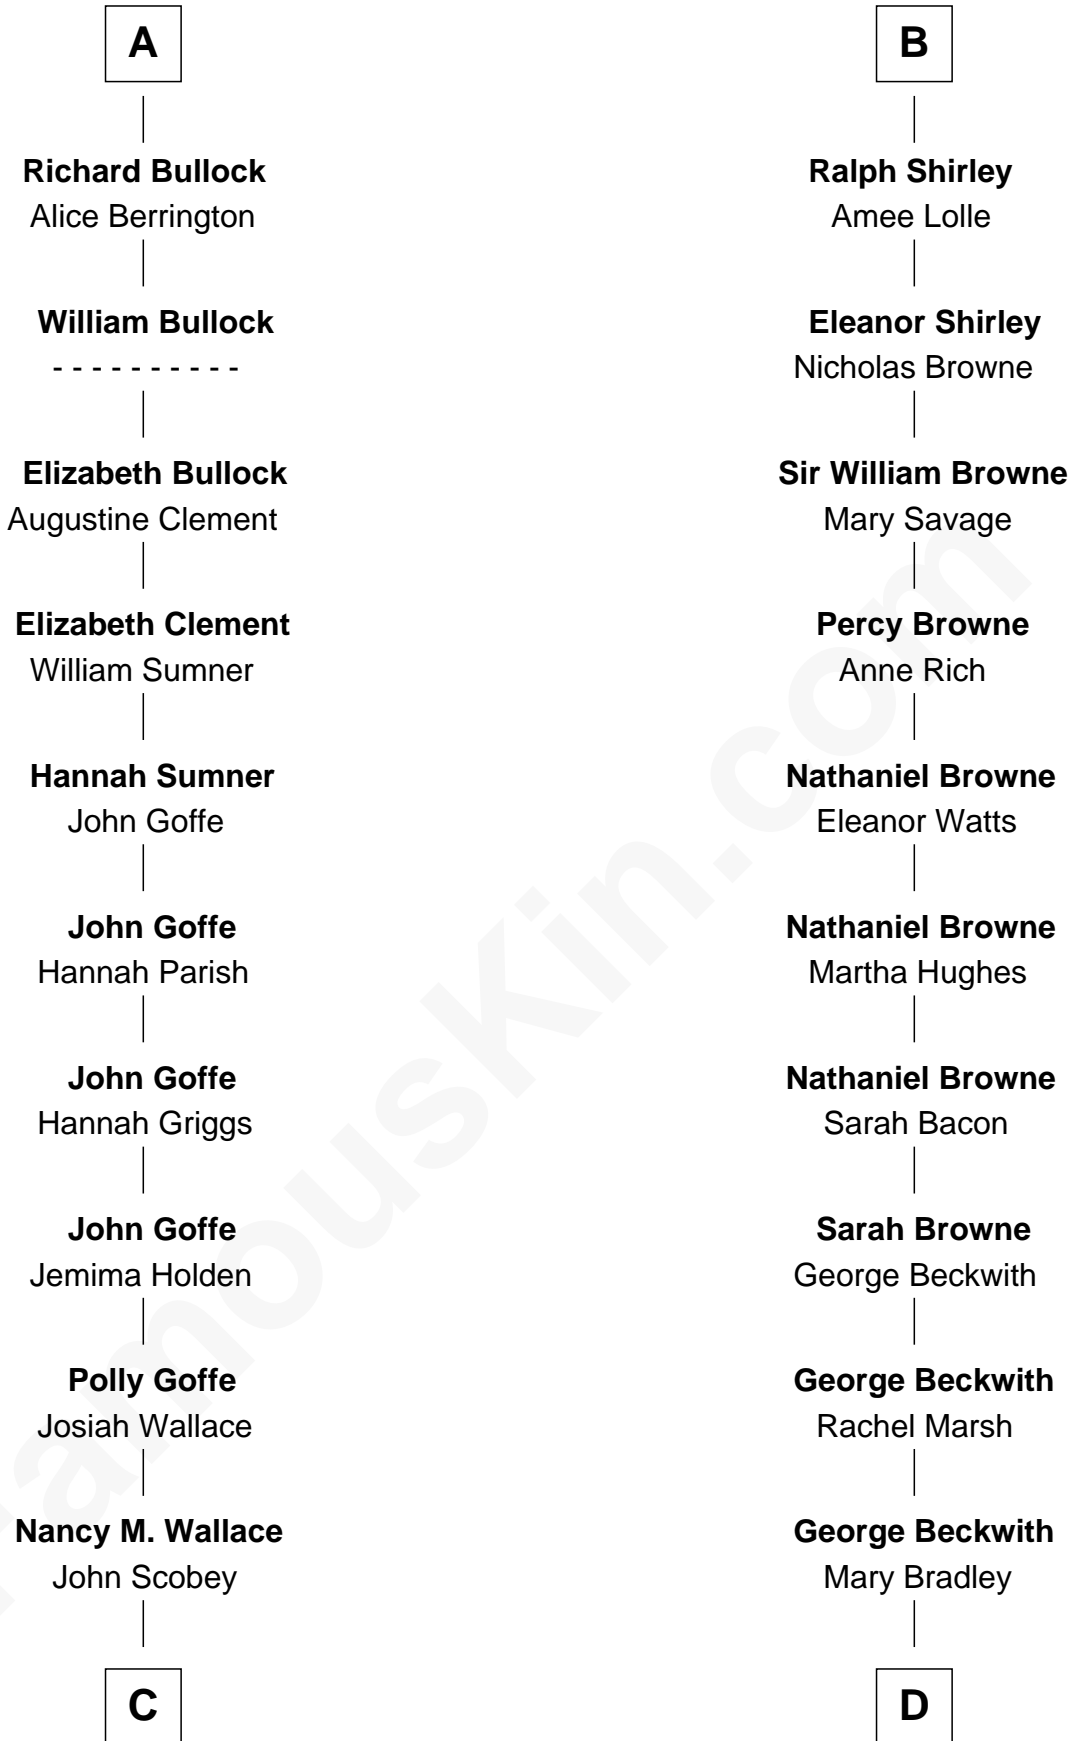 A
Richard Bullock
Alice Berrington
William Bullock
- - - - - - - - - -
Elizabeth Bullock
Augustine Clement
Elizabeth Clement
William Sumner
Hannah Sumner
John Goffe
John Goffe
Hannah Parish
John Goffe
Hannah Griggs
John Goffe
Jemima Holden
Polly Goffe
Josiah Wallace
Nancy M. Wallace
John Scobey
C
B
Ralph Shirley
Amee Lolle
Eleanor Shirley
Nicholas Browne
Sir William Browne
Mary Savage
Percy Browne
Anne Rich
Nathaniel Browne
Eleanor Watts
Nathaniel Browne
Martha Hughes
Nathaniel Browne
Sarah Bacon
Sarah Browne
George Beckwith
George Beckwith
Rachel Marsh
George Beckwith
Mary Bradley
D
FamousKin.com